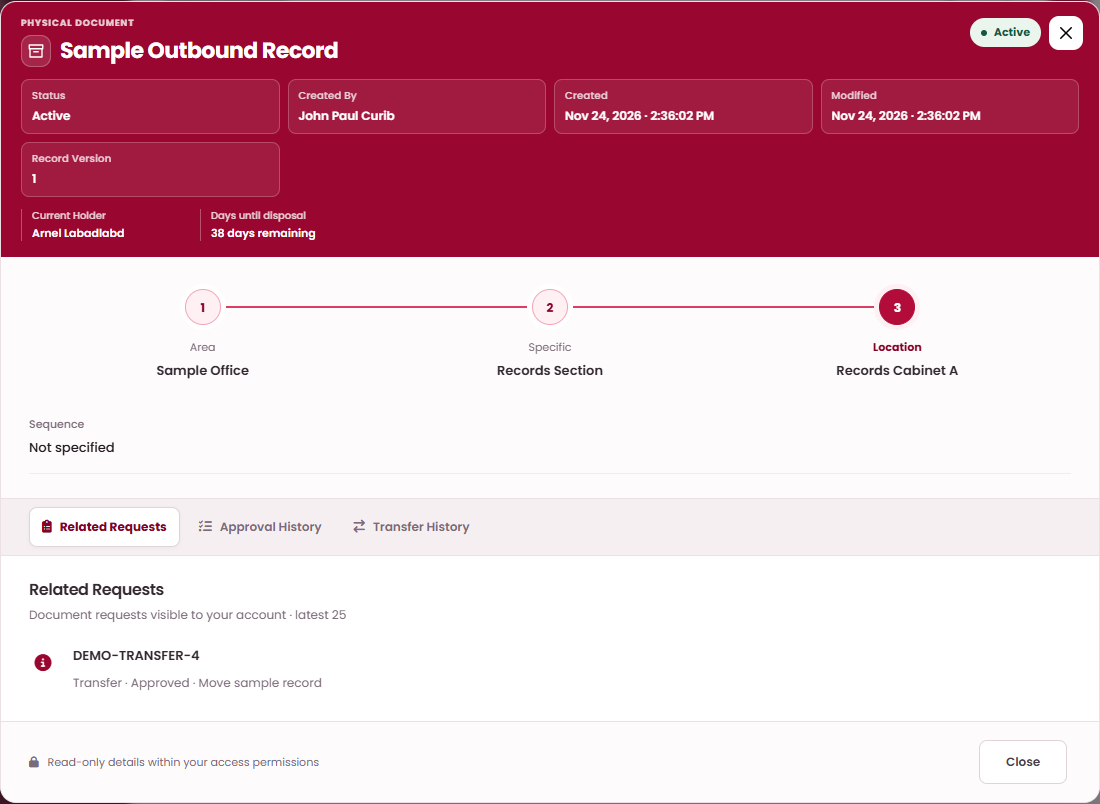 PHYSICAL DOCUMENT
Sample Outbound Record
Active
Status
Active
Created By
John Paul Curib
Created
Nov 24, 2026 · 2:36:02 PM
Modified
Nov 24, 2026 · 2:36:02 PM
Record Version
1
Current Holder
Arnel Labadlabd
Days until disposal
38 days remaining
1
Area
Sample Office
2
Specific
Records Section
3
Location
Records Cabinet A
Sequence
Not specified
Related Requests
Approval History
Transfer History
Related Requests
Document requests visible to your account · latest 25
DEMO-TRANSFER-4
Transfer · Approved · Move sample record
Read-only details within your access permissions
Close